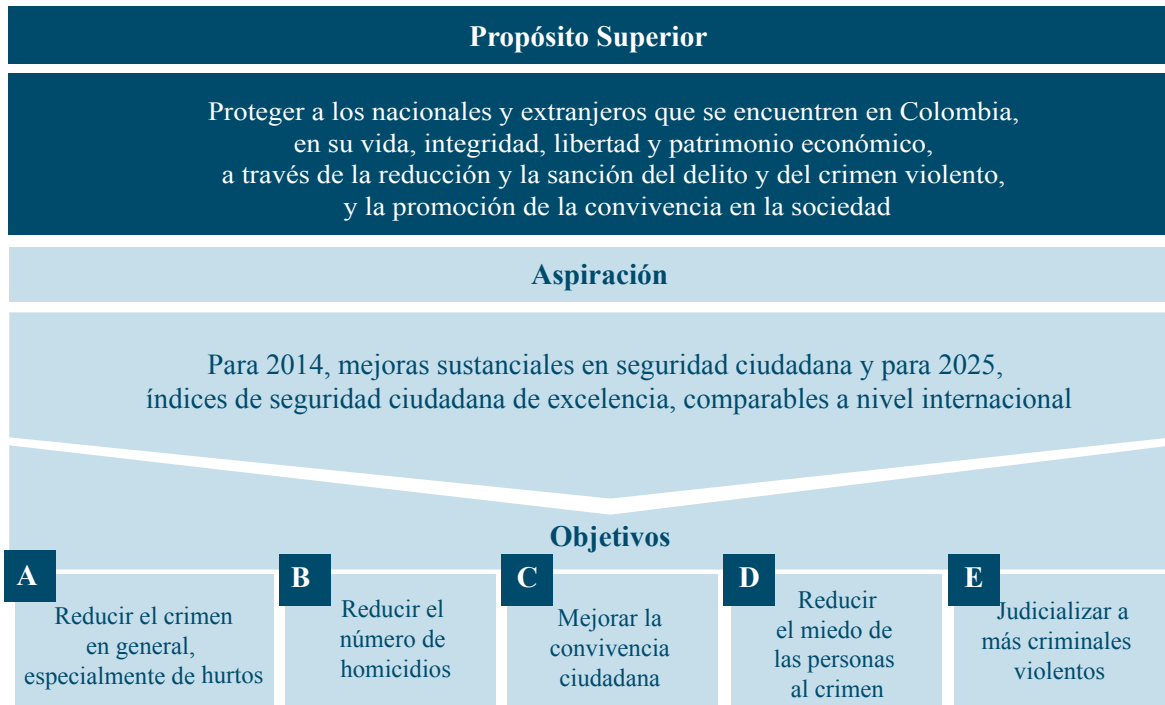 Propósito Superior
Proteger a los nacionales y extranjeros que se encuentren en Colombia,
en su vida, integridad, libertad y patrimonio económico,
a través de la reducción y la sanción del delito y del crimen violento,
y la promoción de la convivencia en la sociedad
Aspiración
Para 2014, mejoras sustanciales en seguridad ciudadana y para 2025,
índices de seguridad ciudadana de excelencia, comparables a nivel internacional
Objetivos
A
Reducir el crimen
en general,
especialmente de hurtos
B
Reducir el
número de
homicidios
C
Mejorar la
convivencia
ciudadana
D
Reducir
el miedo de
las personas
al crimen
E
Judicializar a
más criminales
violentos